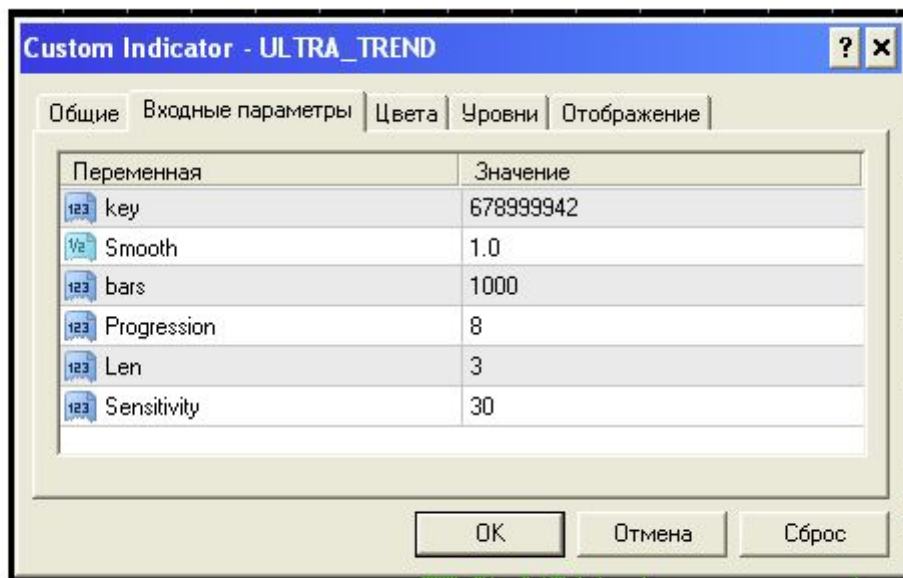 Custom Indicator - ULTRA_TREND
Общие Входные параметры Цвета Уровни Отображение
Переменная Значение
key 678999942
Smooth 1.0
bars 1000
Progression 8
Len 3
Sensitivity 30
OK Отмена Сброс